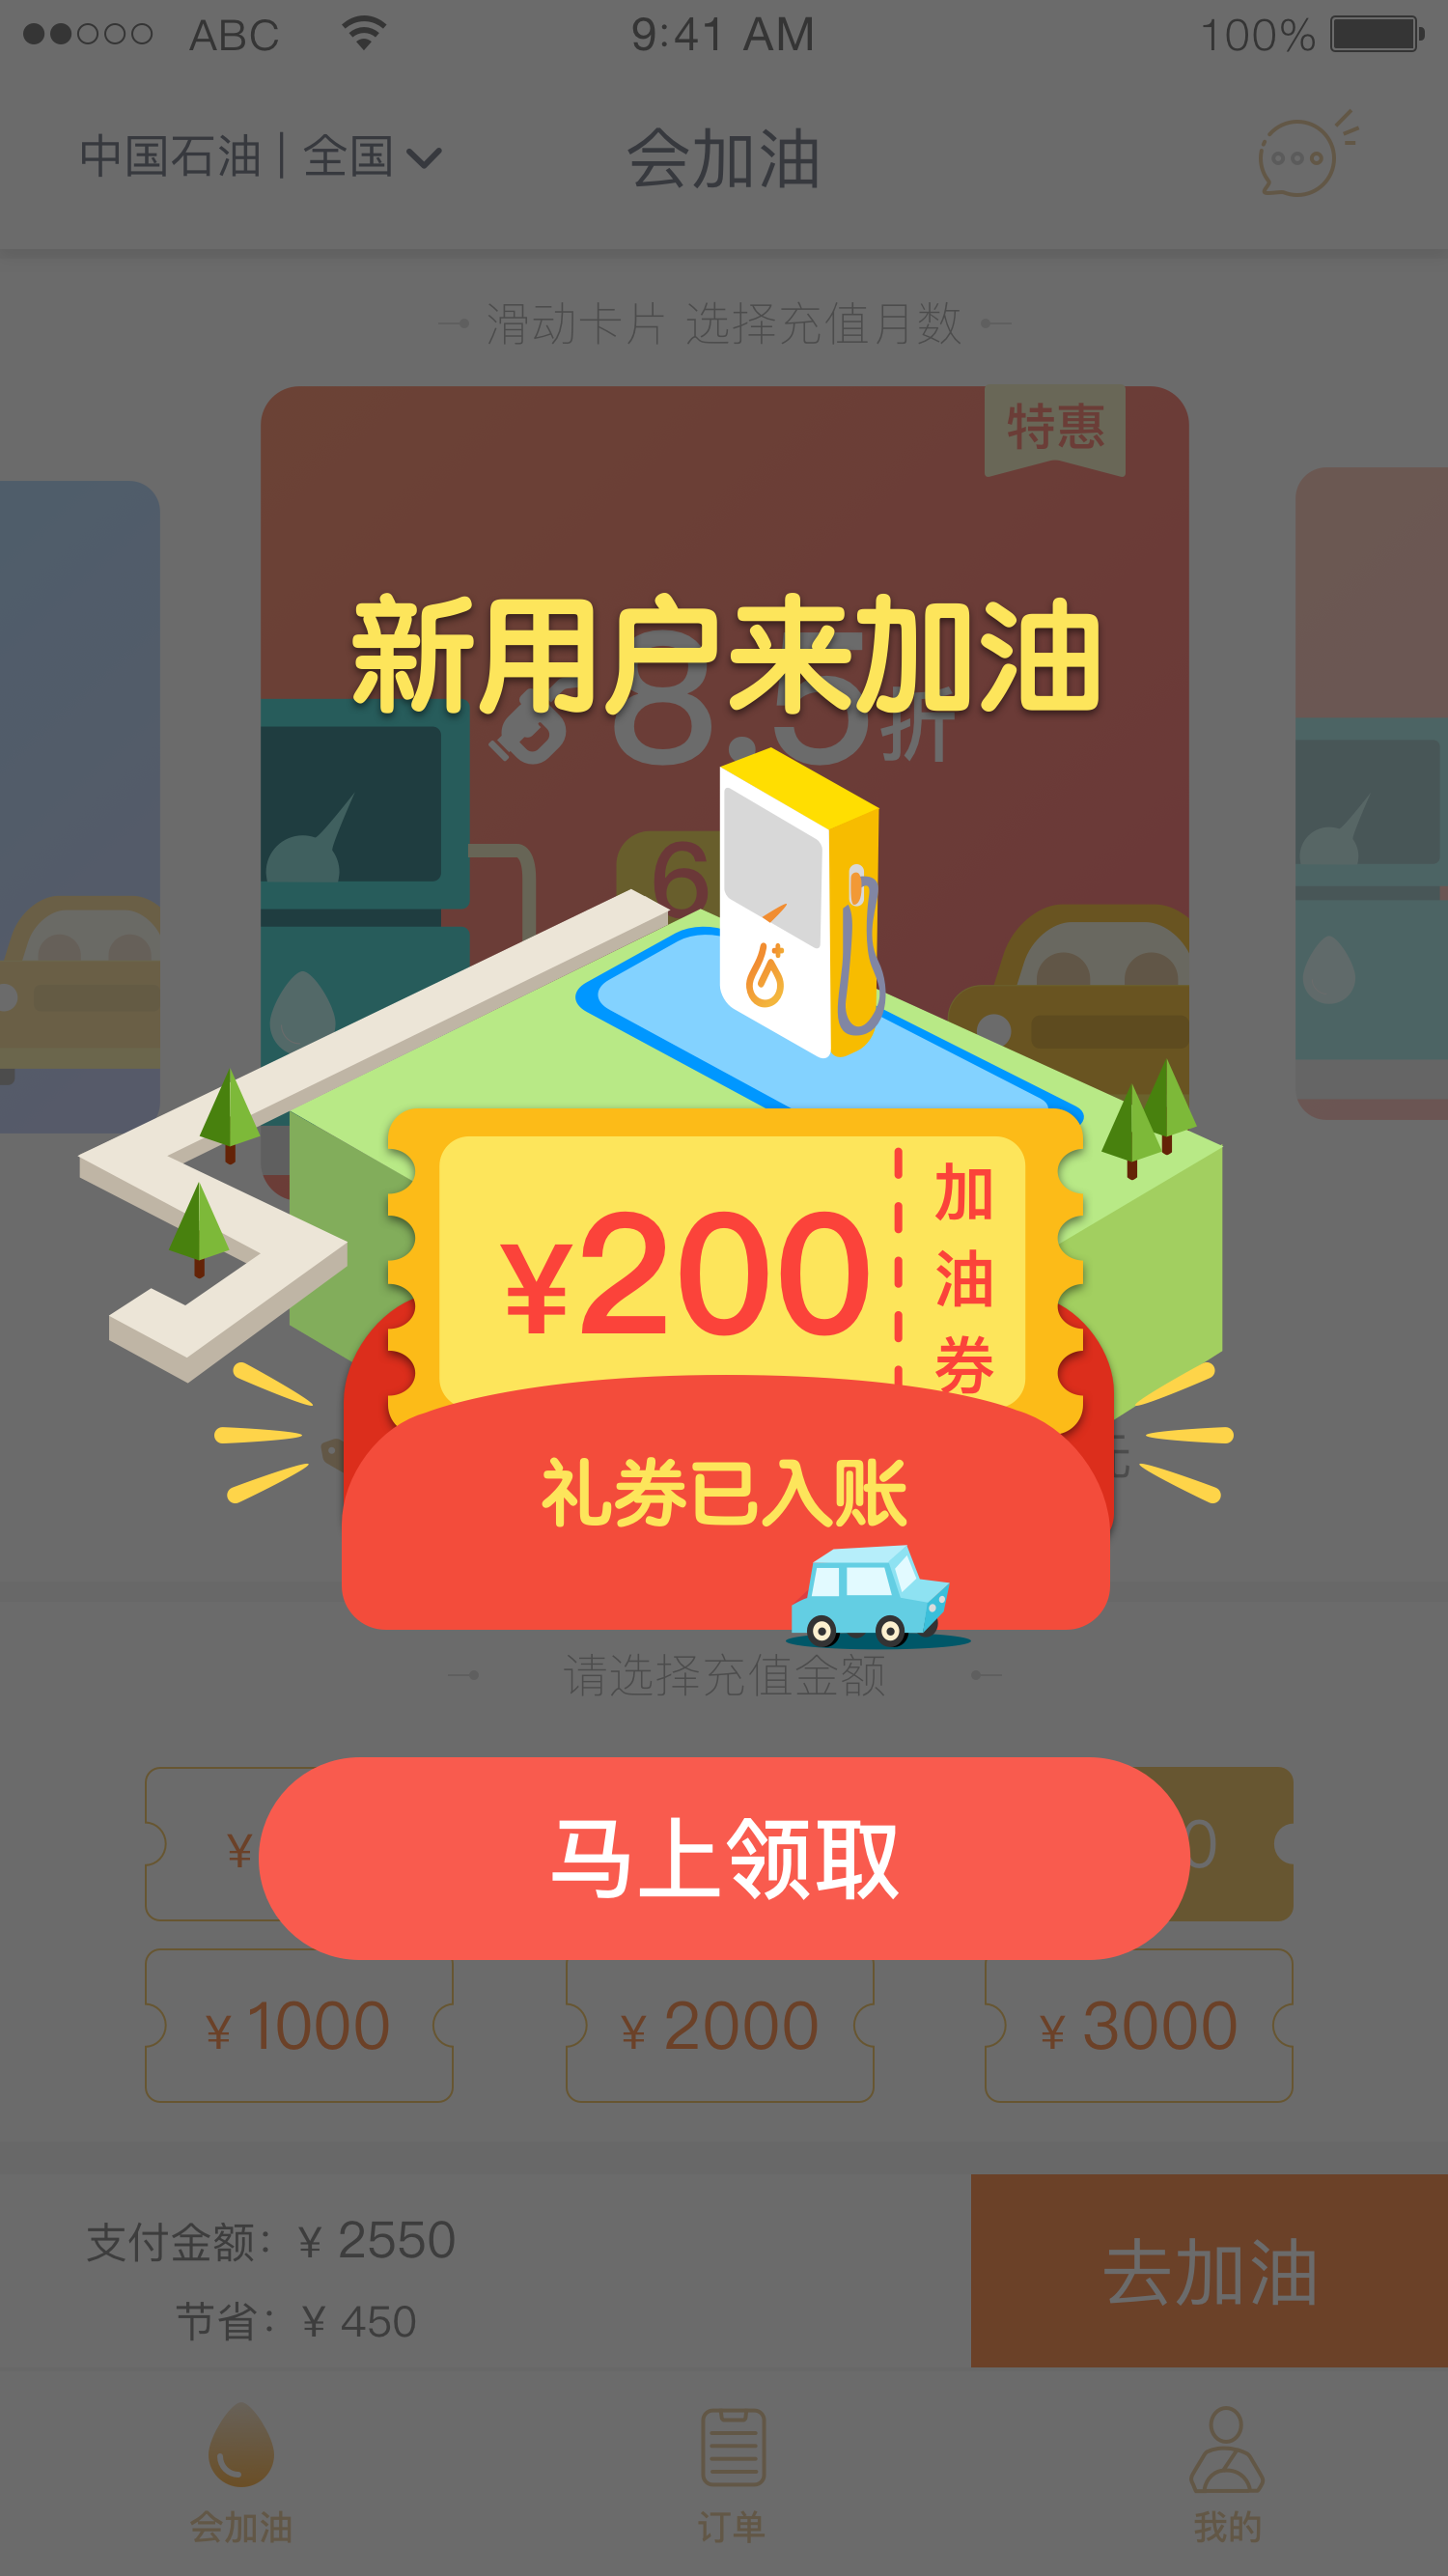 ABC 9:41 AM 100%
中国石油 | 全国 会加油
滑动卡片 选择充值月数
特惠
新用户来加油
8.5折
6
¥200
加油券
礼券已入账
请选择充值金额
马上领取
¥ 0
¥ 1000 ¥ 2000 ¥ 3000
支付金额: ¥ 2550
节省: ¥ 450
去加油
会加油 订单 我的